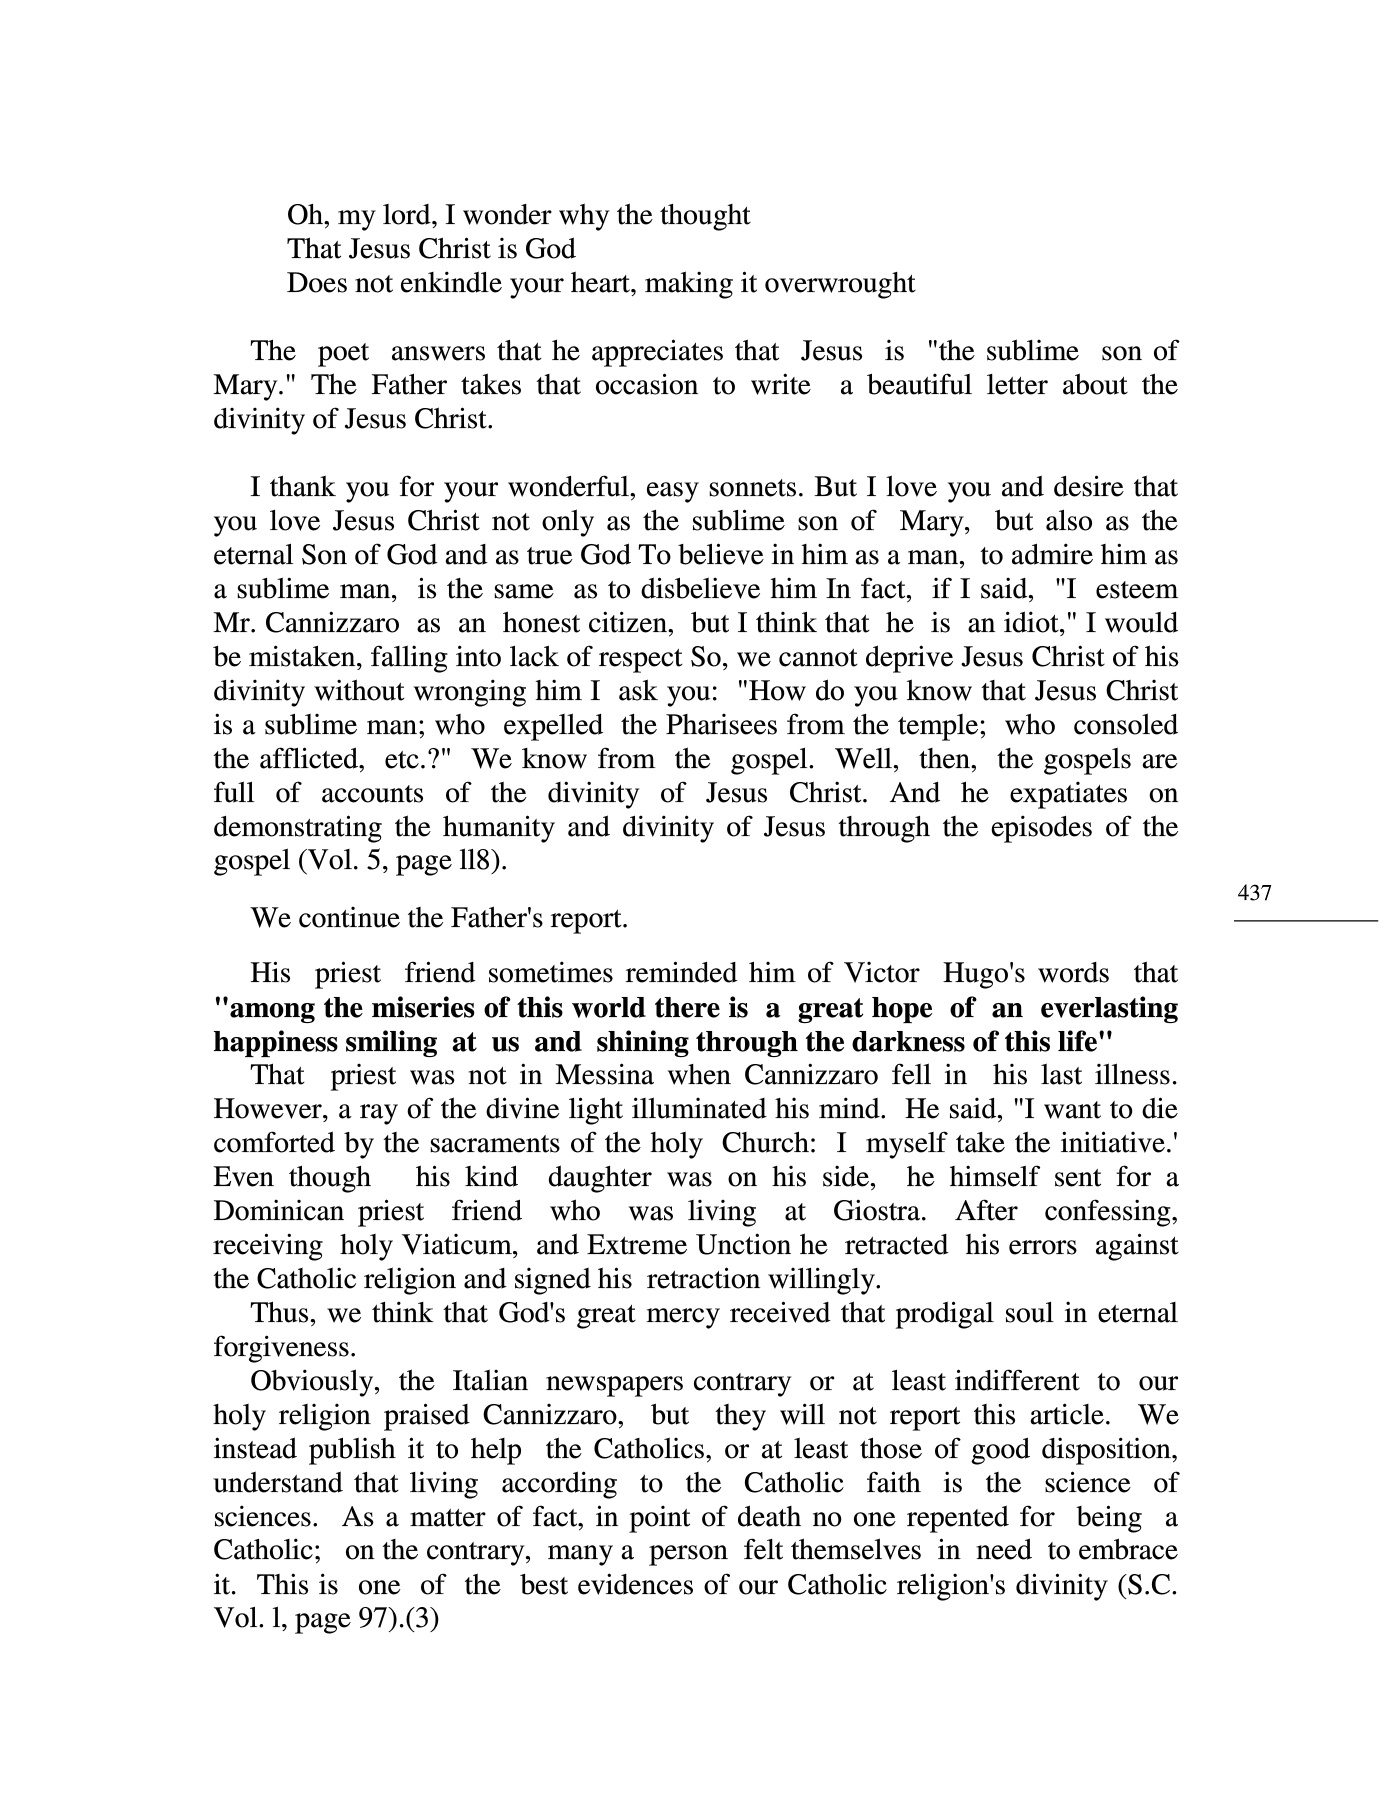 Oh, my lord, I wonder why the thought
That Jesus Christ is God
Does not enkindle your heart, making it overwrought
The poet answers that he appreciates that Jesus is "the sublime son of
Mary." The Father takes that occasion to write a beautiful letter about the
divinity of Jesus Christ.
I thank you for your wonderful, easy sonnets. But I love you and desire that
you love Jesus Christ not only as the sublime son of Mary, but also as the
eternal Son of God and as true God To believe in him as a man, to admire him as
a sublime man, is the same as to disbelieve him In fact, if I said, "I esteem
Mr. Cannizzaro as an honest citizen, but I think that he is an idiot," I would
be mistaken, falling into lack of respect So, we cannot deprive Jesus Christ of his
divinity without wronging him I ask you: "How do you know that Jesus Christ
is a sublime man; who expelled the Pharisees from the temple; who consoled
the afflicted, etc.?" We know from the gospel. Well, then, the gospels are
full of accounts of the divinity of Jesus Christ. And he expatiates on
demonstrating the humanity and divinity of Jesus through the episodes of the
gospel (Vol. 5, page ll8).
437
We continue the Father's report.
His priest friend sometimes reminded him of Victor Hugo's words that
"among the miseries of this world there is a great hope of an everlasting
happiness smiling at us and shining through the darkness of this life"
That priest was not in Messina when Cannizzaro fell in his last illness.
However, a ray of the divine light illuminated his mind. He said, "I want to die
comforted by the sacraments of the holy Church: I myself take the initiative.'
Even though his kind daughter was on his side, he himself sent for a
Dominican priest friend who was living at Giostra. After confessing,
receiving holy Viaticum, and Extreme Unction he retracted his errors against
the Catholic religion and signed his retraction willingly.
Thus, we think that God's great mercy received that prodigal soul in eternal
forgiveness.
Obviously, the Italian newspapers contrary or at least indifferent to our
holy religion praised Cannizzaro, but they will not report this article. We
instead publish it to help the Catholics, or at least those of good disposition,
understand that living according to the Catholic faith is the science of
sciences. As a matter of fact, in point of death no one repented for being a
Catholic; on the contrary, many a person felt themselves in need to embrace
it. This is one of the best evidences of our Catholic religion's divinity (S.C.
Vol. l, page 97).(3)